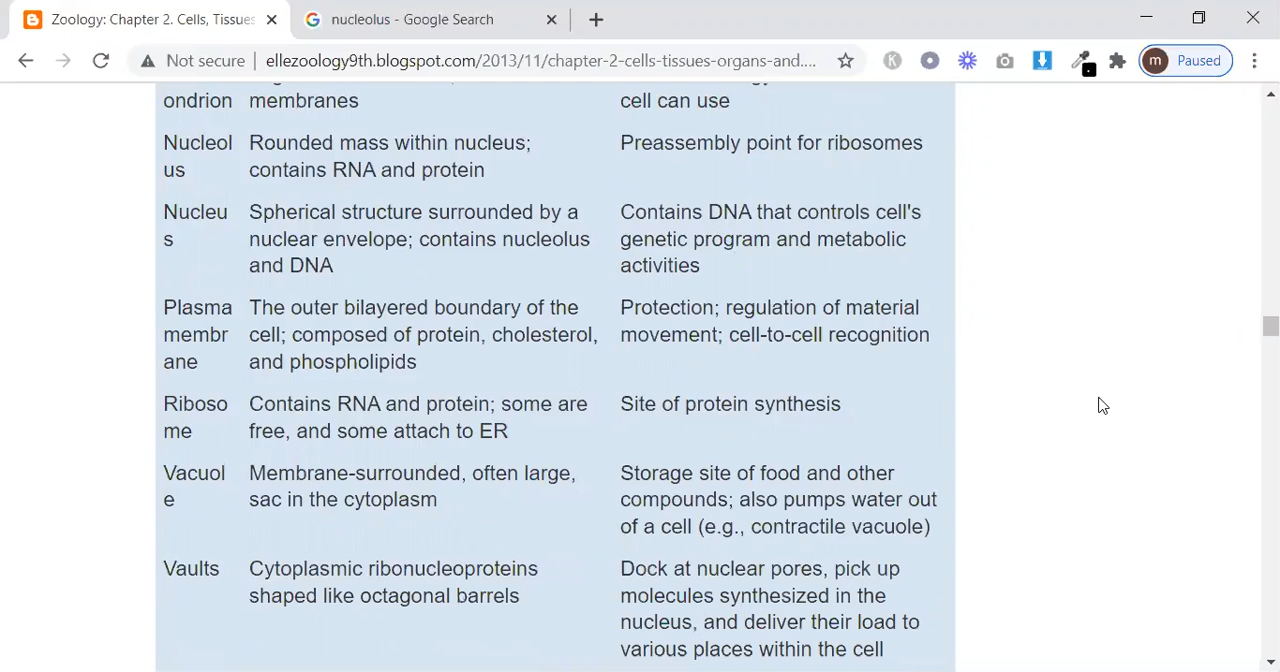 Zoology: Chapter 2. Cells, Tissues
nucleolus - Google Search
Not secure
ellezoology9th.blogspot.com/2013/11/chapter-2-cells-tissues-organs-and....
K
m
Paused
ondrion membranes cell can use
Nucleol Rounded mass within nucleus; Preassembly point for ribosomes
us contains RNA and protein
Nucleu Spherical structure surrounded by a Contains DNA that controls cell's
s nuclear envelope; contains nucleolus genetic program and metabolic
and DNA activities
Plasma The outer bilayered boundary of the Protection; regulation of material
membr cell; composed of protein, cholesterol, movement; cell-to-cell recognition
ane and phospholipids
Riboso Contains RNA and protein; some are Site of protein synthesis
me free, and some attach to ER
Vacuol Membrane-surrounded, often large, Storage site of food and other
e sac in the cytoplasm compounds; also pumps water out
of a cell (e.g., contractile vacuole)
Vaults Cytoplasmic ribonucleoproteins Dock at nuclear pores, pick up
shaped like octagonal barrels molecules synthesized in the
nucleus, and deliver their load to
various places within the cell